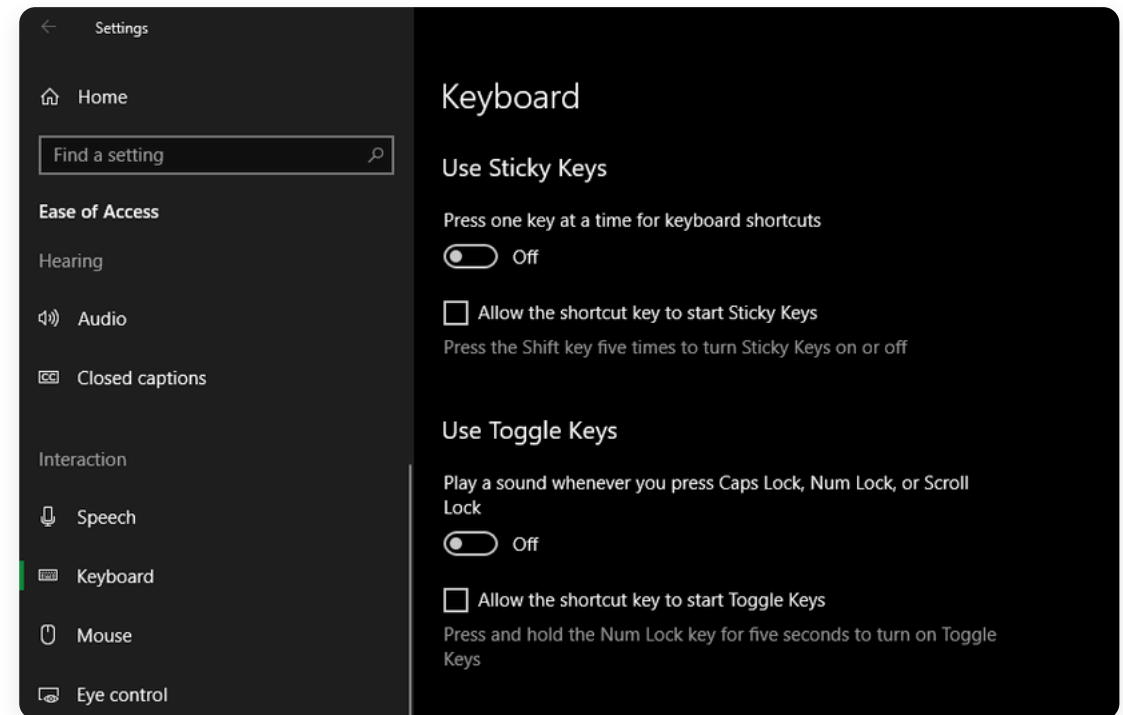 Settings
Home
Find a setting
Ease of Access
Hearing
Audio
CC
Closed captions
Interaction
Speech
Keyboard
Mouse
Eye control
Keyboard
Use Sticky Keys
Press one key at a time for keyboard shortcuts
Off
Allow the shortcut key to start Sticky Keys
Press the Shift key five times to turn Sticky Keys on or off
Use Toggle Keys
Play a sound whenever you press Caps Lock, Num Lock, or Scroll
Lock
Off
Allow the shortcut key to start Toggle Keys
Press and hold the Num Lock key for five seconds to turn on Toggle
Keys